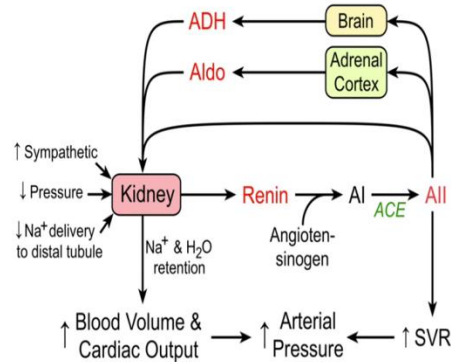 ADH
Brain
Aldo
Adrenal
Cortex
↑ Sympathetic
↓ Pressure
↓ Na⁺ delivery
to distal tubule
Kidney
Renin
AI
ACE
AII
Angioten-
sinogen
Na⁺ & H₂O
retention
↑ Blood Volume &
Cardiac Output
↑ Arterial
Pressure
↑ SVR